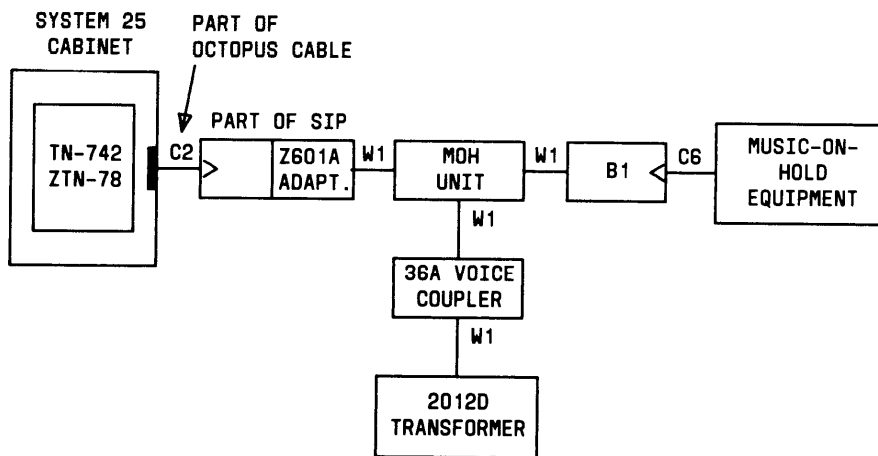 SYSTEM 25
CABINET
PART OF
OCTOPUS CABLE
PART OF SIP
TN-742
ZTN-78
C2
Z601A
ADAPT.
W1
MOH
UNIT
W1
B1
C6
MUSIC-ON-
HOLD
EQUIPMENT
W1
36A VOICE
COUPLER
W1
2012D
TRANSFORMER